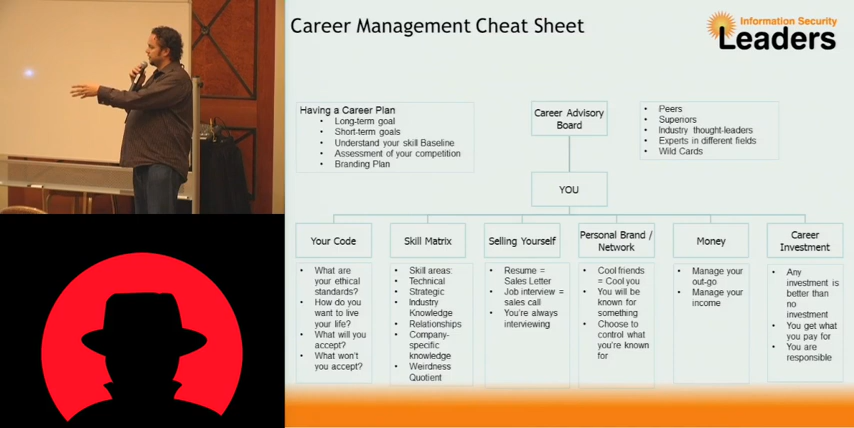 Career Management Cheat Sheet
Information Security
Leaders
Having a Career Plan
• Long-term goal
• Short-term goals
• Understand your skill Baseline
• Assessment of your competition
• Branding Plan
Career Advisory
Board
• Peers
• Superiors
• Industry thought-leaders
• Experts in different fields
• Wild Cards
YOU
Your Code
• What are
your ethical
standards?
• How do you
want to live
your life?
• What will you
accept?
• What won't
you accept?
Skill Matrix
• Skill areas:
• Technical
• Strategic
• Industry
Knowledge
• Relationships
• Company-
specific
knowledge
• Weirdness
Quotient
Selling Yourself
• Resume =
Sales Letter
• Job interview =
sales call
• You're always
interviewing
Personal Brand /
Network
• Cool friends
= Cool you
• You will be
known for
something
• Choose to
control what
you're known
for
Money
• Manage your
out-go
• Manage your
income
Career
Investment
• Any
investment is
better than
no
investment
• You get what
you pay for
• You are
responsible